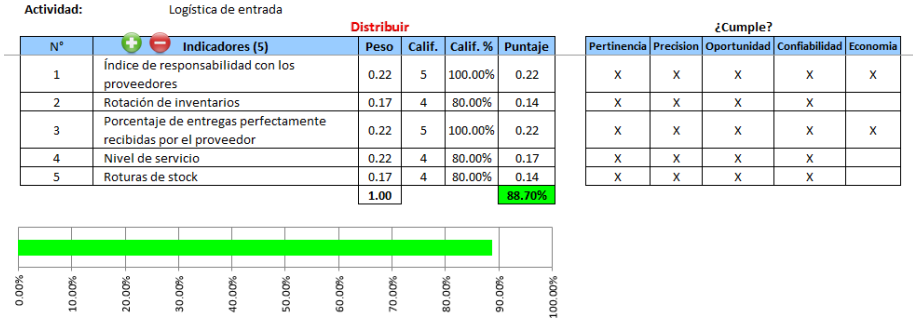 Actividad: Logística de entrada
Distribuir ¿Cumple?
N° Indicadores (5) Peso Calif. Calif. % Puntaje Pertinencia Precision Oportunidad Confiabilidad Economia
1 Índice de responsabilidad con los proveedores 0.22 5 100.00% 0.22 X X X X X
2 Rotación de inventarios 0.17 4 80.00% 0.14 X X X X
3 Porcentaje de entregas perfectamente recibidas por el proveedor 0.22 5 100.00% 0.22 X X X X X
4 Nivel de servicio 0.22 4 80.00% 0.17 X X X X
5 Roturas de stock 0.17 4 80.00% 0.14 X X X X
1.00 88.70%
0.00% 10.00% 20.00% 30.00% 40.00% 50.00% 60.00% 70.00% 80.00% 90.00% 100.00%